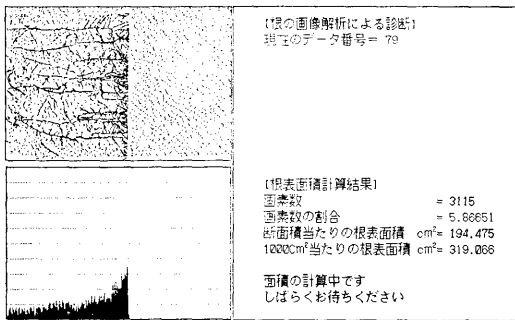 [根の画像解析による診断]
現在のデータ番号= 79
[根表面積計算結果]
画素数 = 3115
画素数の割合 = 5.86651
断面積当たりの根表面積 cm²= 194.475
1000Cm³当たりの根表面積 cm²= 319.066
面積の計算中です
しばらくお待ちください